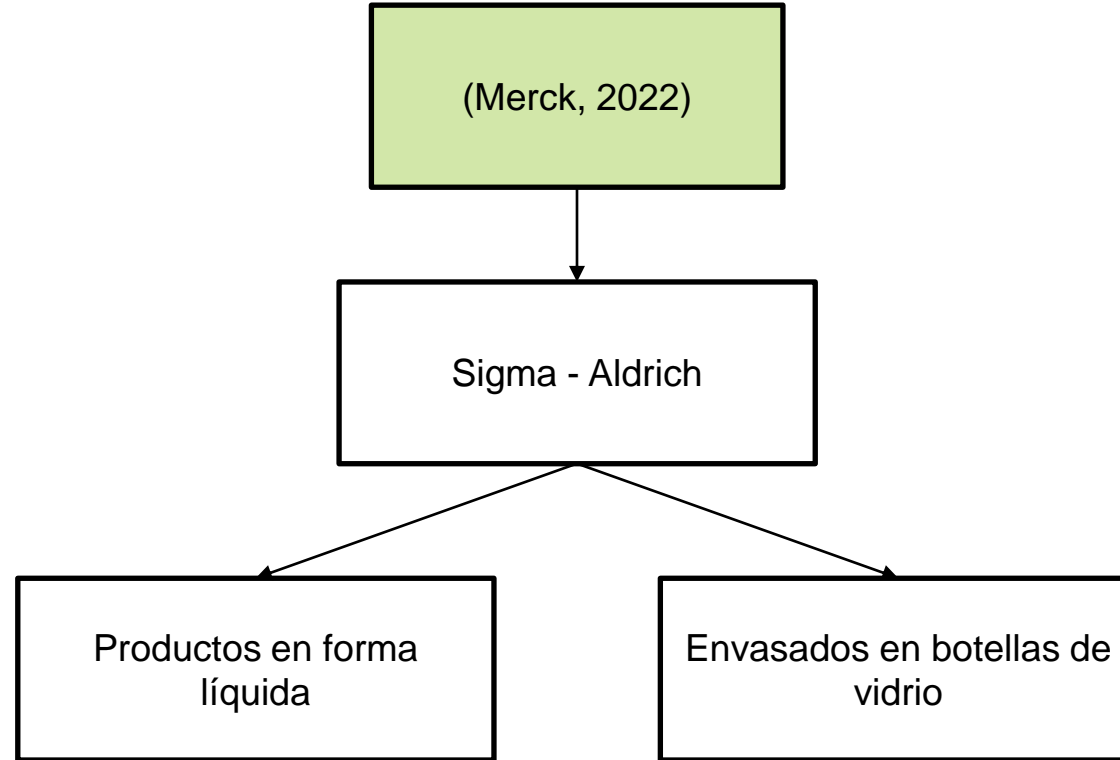 (Merck, 2022)
Sigma - Aldrich
Productos en forma
líquida
Envasados en botellas de
vidrio